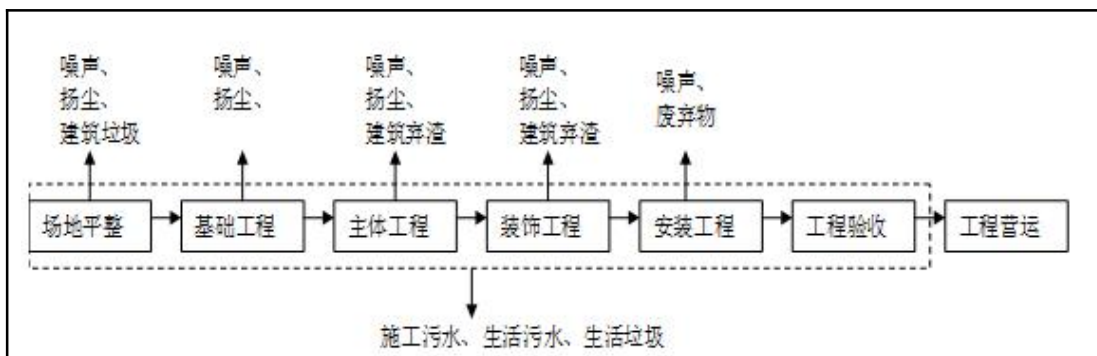 噪声、
扬尘、
建筑垃圾
噪声、
扬尘、
噪声、
扬尘、
建筑弃渣
噪声、
扬尘、
建筑弃渣
噪声、
废弃物
场地平整
基础工程
主体工程
装饰工程
安装工程
工程验收
工程营运
施工污水、生活污水、生活垃圾